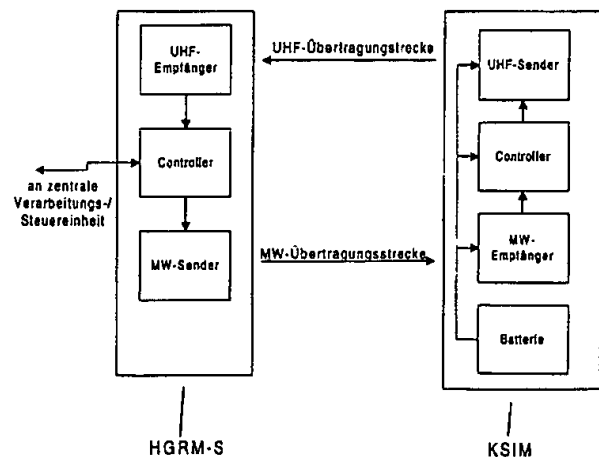 UHF-
Empfänger
Controller
MW-Sender
an zentrale
Verarbeitungs-/
Steuereinheit
HGRM-S
UHF-Übertragungstrecke
MW-Übertragungsstrecke
UHF-Sender
Controller
MW-
Empfänger
Batterie
KSIM